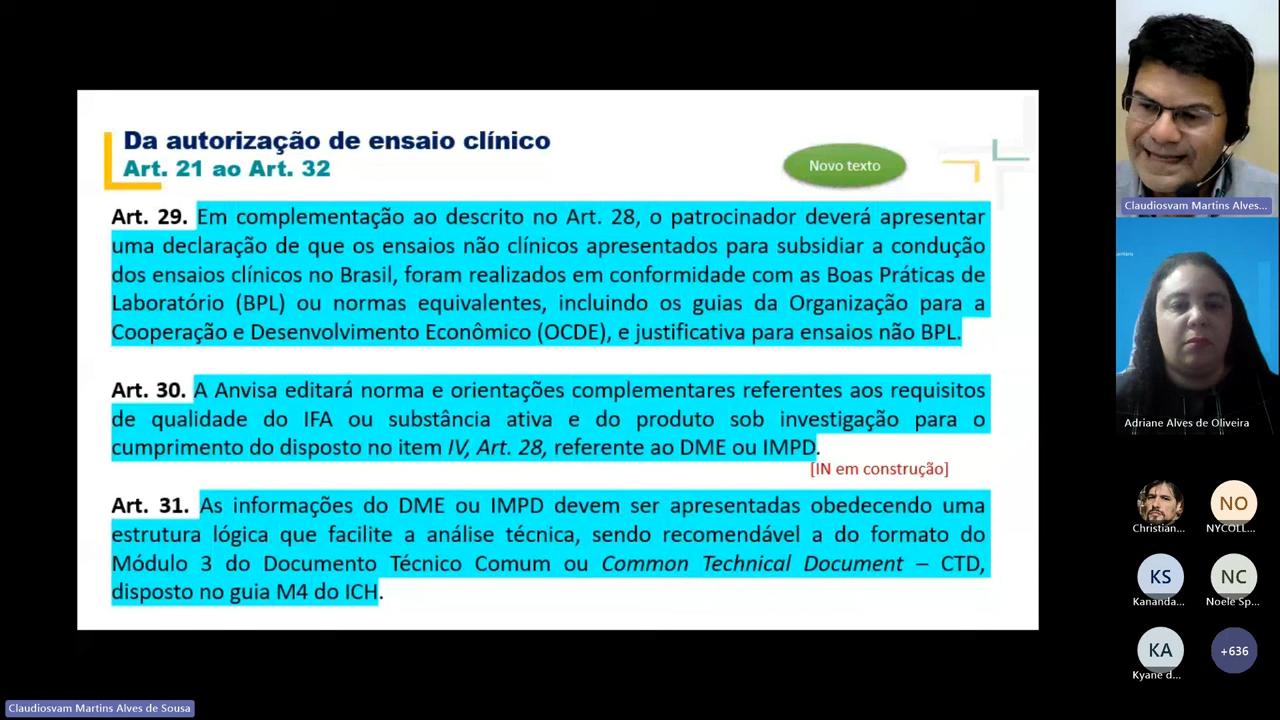 Da autorização de ensaio clínico
Art. 21 ao Art. 32
Novo texto
Art. 29. Em complementação ao descrito no Art. 28, o patrocinador deverá apresentar
uma declaração de que os ensaios não clínicos apresentados para subsidiar a condução
dos ensaios clínicos no Brasil, foram realizados em conformidade com as Boas Práticas de
Laboratório (BPL) ou normas equivalentes, incluindo os guias da Organização para a
Cooperação e Desenvolvimento Econômico (OCDE), e justificativa para ensaios não BPL.
Art. 30. A Anvisa editará norma e orientações complementares referentes aos requisitos
de qualidade do IFA ou substância ativa e do produto sob investigação para o
cumprimento do disposto no item IV, Art. 28, referente ao DME ou IMPD.
[IN em construção]
Art. 31. As informações do DME ou IMPD devem ser apresentadas obedecendo uma
estrutura lógica que facilite a análise técnica, sendo recomendável a do formato do
Módulo 3 do Documento Técnico Comum ou Common Technical Document – CTD,
disposto no guia M4 do ICH.
Claudiosvam Martins Alves...
Adriane Alves de Oliveira
Christian...
NO
NYCOLL...
KS
Kananda...
NC
Noele Sp...
KA
Kyane d...
+636
Claudiosvam Martins Alves de Sousa